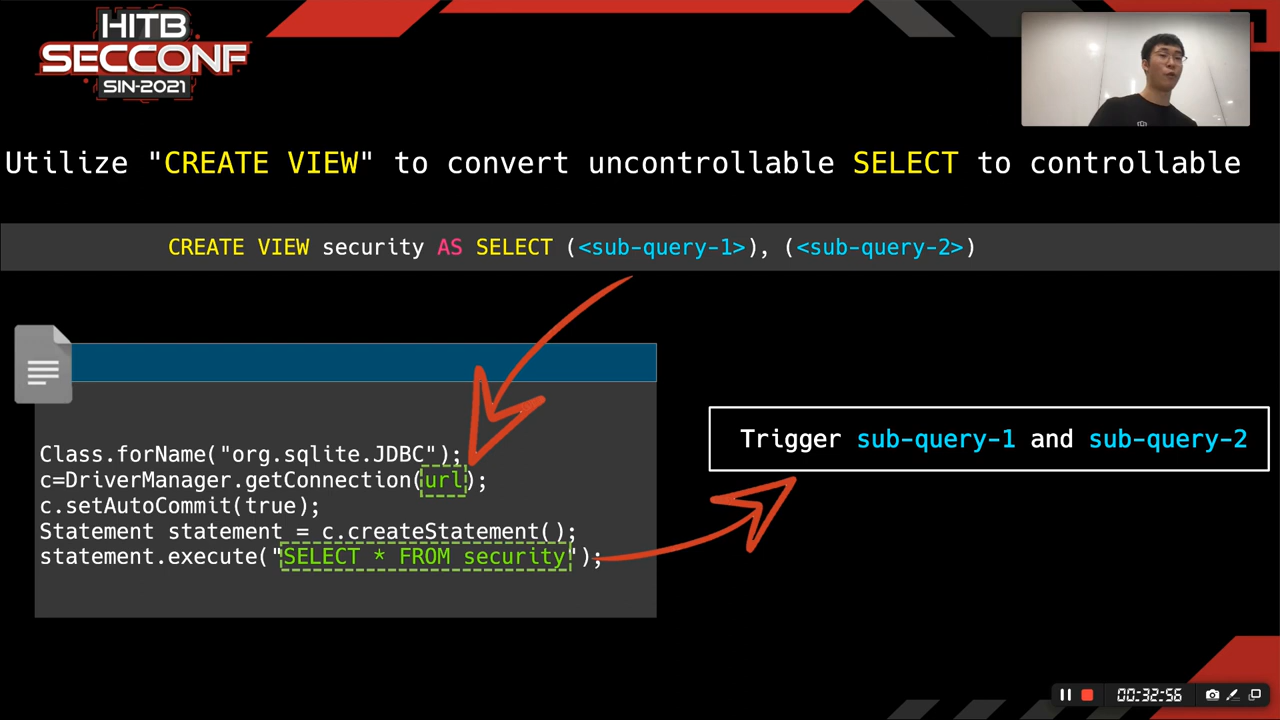 HITB
SECCONF
SIN-2021
Utilize "CREATE VIEW" to convert uncontrollable SELECT to controllable
CREATE VIEW security AS SELECT (<sub-query-1>), (<sub-query-2>)
Class.forName("org.sqlite.JDBC");
c=DriverManager.getConnection(url);
c.setAutoCommit(true);
Statement statement = c.createStatement();
statement.execute("SELECT * FROM security");
Trigger sub-query-1 and sub-query-2
00:32:56